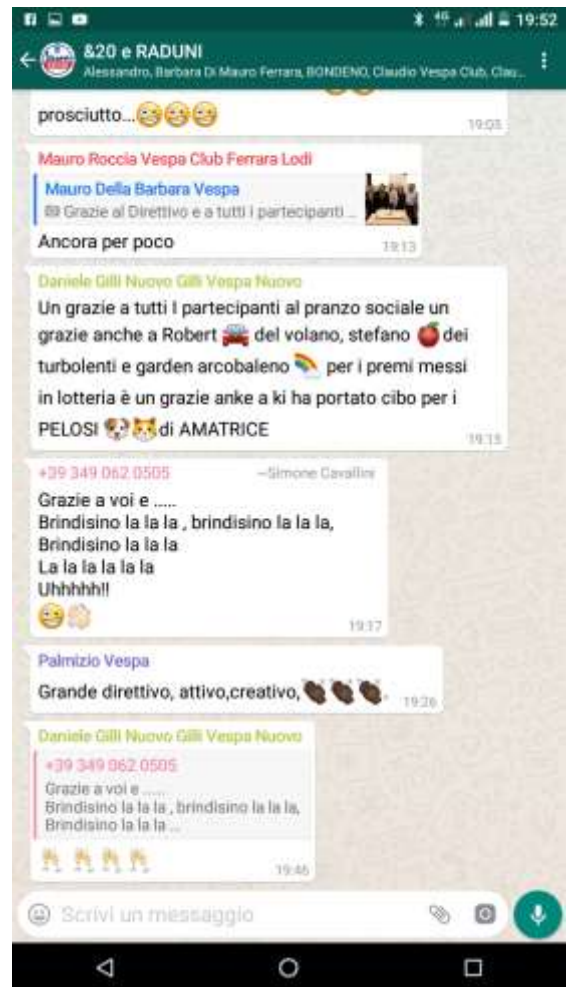 19:52
&20 e RADUNI
Alessandro, Barbara Di Mauro Ferrara, BONDENO, Claudio Vespa Club, Clau...
prosciutto...😅😅😅
19:05
Mauro Roccia Vespa Club Ferrara Lodi
Mauro Della Barbara Vespa
Grazie al Direttivo e a tutti i partecipanti ...
Ancora per poco
19:13
Daniele Gilli Nuovo Gilli Vespa Nuovo
Un grazie a tutti I partecipanti al pranzo sociale un
grazie anche a Robert 🚘 del volano, stefano 🍎 dei
turbolenti e garden arcobaleno 🌈 per i premi messi
in lotteria è un grazie anke a ki ha portato cibo per i
PELOSI 🐶🐱di AMATRICE
19:15
+39 349 062 0505 ~Simone Cavallini
Grazie a voi e .....
Brindisino la la la , brindisino la la la,
Brindisino la la la
La la la la la la
Uhhhhh!!
19:17
Palmizio Vespa
Grande direttivo, attivo,creativo,👏🏿👏🏿👏🏿.
19:26
Daniele Gilli Nuovo Gilli Vespa Nuovo
+39 349 062 0505
Grazie a voi e .....
Brindisino la la la , brindisino la la la,
Brindisino la la la ...
19:46
Scrivi un messaggio